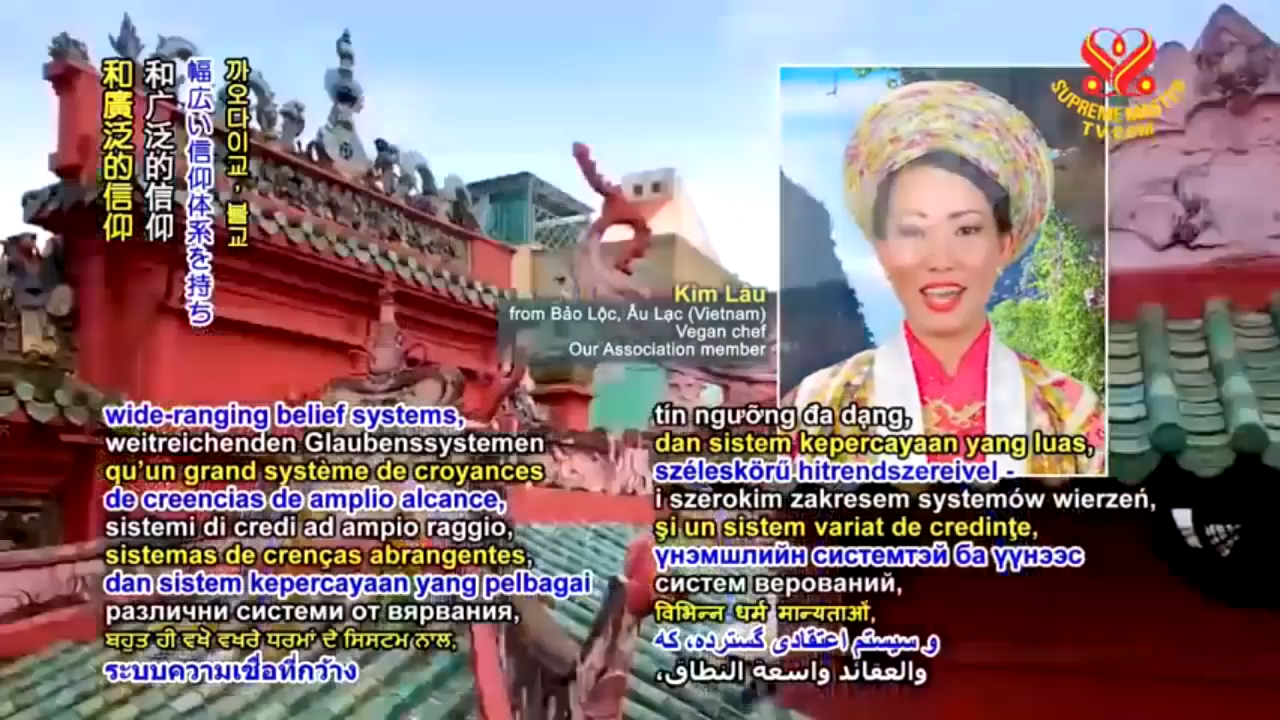 까오다이교·불교
幅広い信仰体系を持ち
和广泛的信仰
和廣泛的信仰
SUPREME MASTER
TV.com
Kim Lâu
from Bảo Lộc, Âu Lạc (Vietnam)
Vegan chef
Our Association member
wide-ranging belief systems,
weitreichenden Glaubenssystemen
qu'un grand système de croyances
de creencias de amplio alcance,
sistemi di credi ad ampio raggio,
sistemas de crenças abrangentes,
dan sistem kepercayaan yang pelbagai
различни системи от вярвания,
ਬਹੁਤ ਹੀ ਵਖੋ ਵਖਰੇ ਧਰਮਾਂ ਦੇ ਸਿਸਟਮ ਨਾਲ,
ระบบความเชื่อที่กว้าง
tín ngưỡng đa dạng,
dan sistem kepercayaan yang luas,
széleskörű hitrendszereivel -
i szerokim zakresem systemów wierzeń,
şi un sistem variat de credinţe,
үнэмшлийн системтэй ба үүнээс
систем верований,
विभिन्न धर्म मान्यताओं,
و سیستم اعتقادی گسترده، که
والعقائد واسعة النطاق،